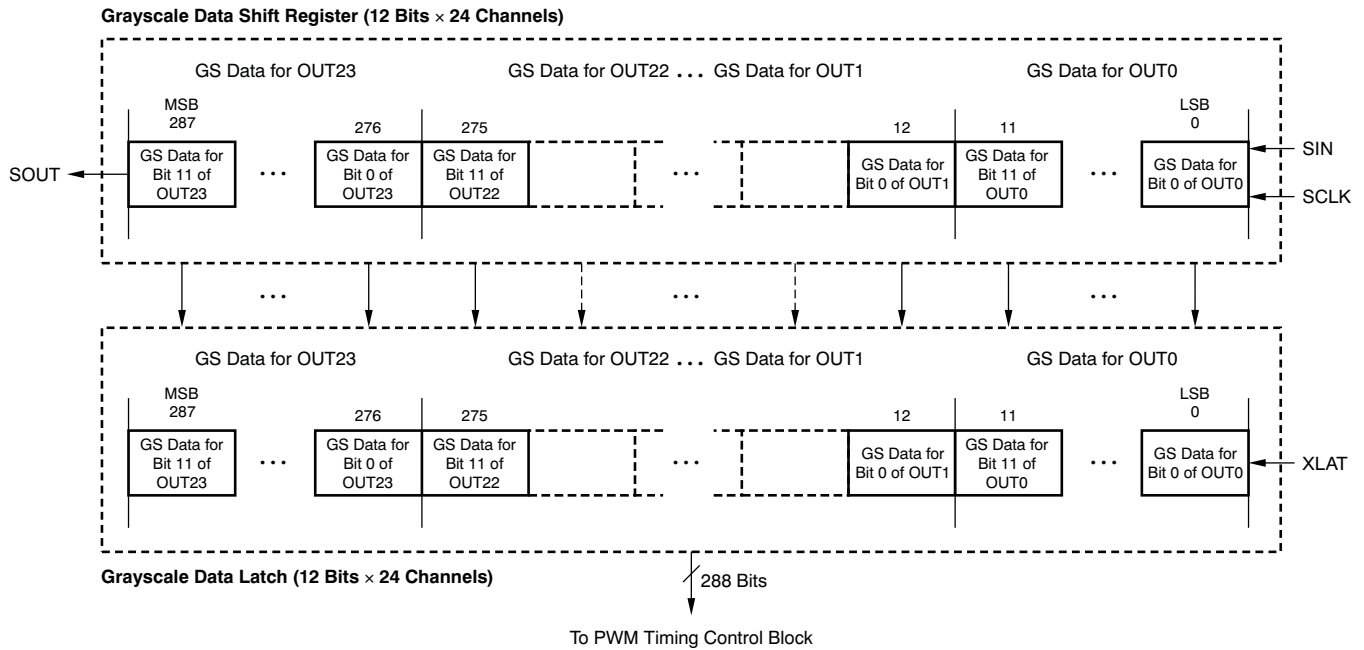 Grayscale Data Shift Register (12 Bits × 24 Channels)
GS Data for OUT23
GS Data for OUT22 ... GS Data for OUT1
GS Data for OUT0
MSB
287
276
275
12
11
LSB
0
SOUT
GS Data for
Bit 11 of
OUT23
...
GS Data for
Bit 0 of
OUT23
GS Data for
Bit 11 of
OUT22
...
GS Data for
Bit 0 of OUT1
GS Data for
Bit 11 of
OUT0
...
GS Data for
Bit 0 of OUT0
SIN
SCLK
...
...
...
GS Data for OUT23
GS Data for OUT22 ... GS Data for OUT1
GS Data for OUT0
MSB
287
276
275
12
11
LSB
0
GS Data for
Bit 11 of
OUT23
...
GS Data for
Bit 0 of
OUT23
GS Data for
Bit 11 of
OUT22
...
GS Data for
Bit 0 of OUT1
GS Data for
Bit 11 of
OUT0
...
GS Data for
Bit 0 of OUT0
XLAT
Grayscale Data Latch (12 Bits × 24 Channels)
288 Bits
To PWM Timing Control Block